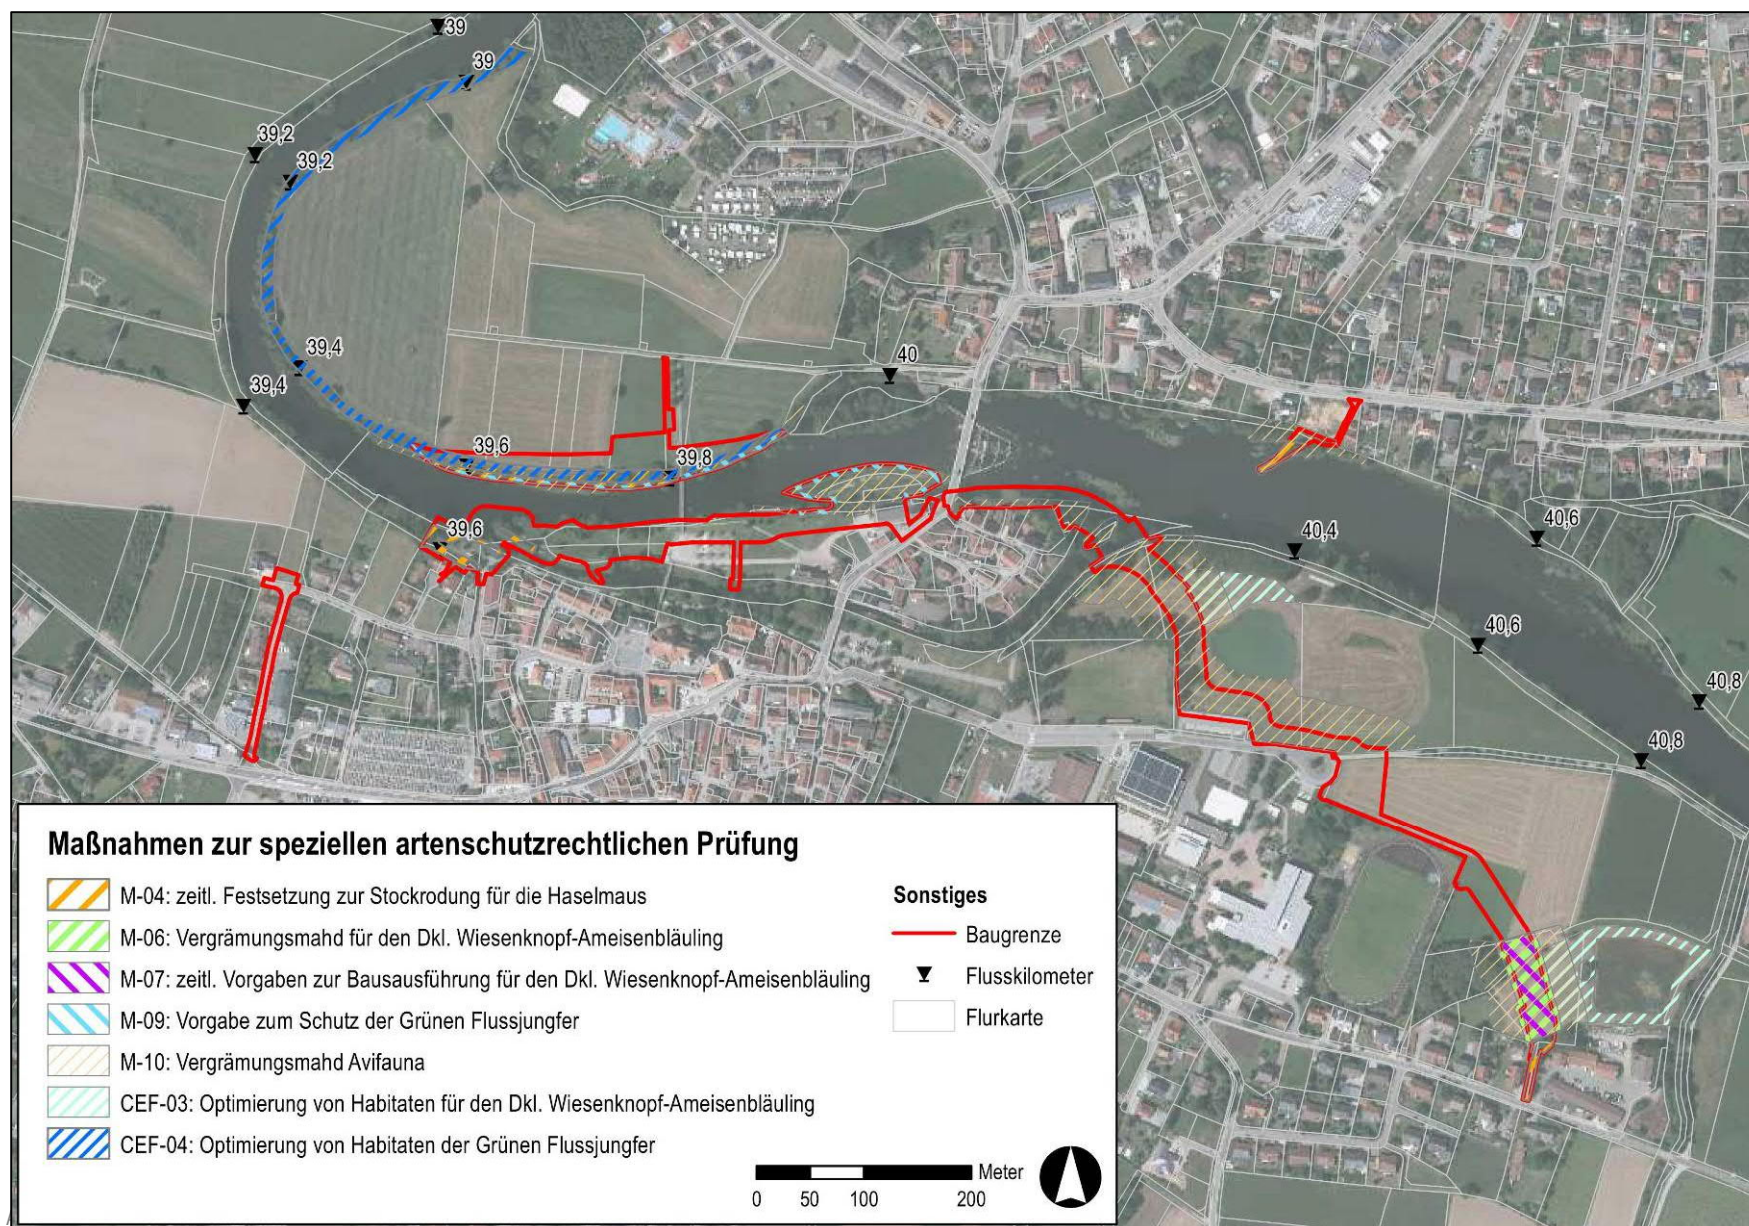 39
39
39,2
39,2
39,4
39,4
40
39,6
39,8
39,6
40,4
40,6
40,6
40,8
40,8
Maßnahmen zur speziellen artenschutzrechtlichen Prüfung
M-04: zeitl. Festsetzung zur Stockrodung für die Haselmaus
M-06: Vergrämungsmahd für den Dkl. Wiesenknopf-Ameisenbläuling
M-07: zeitl. Vorgaben zur Bausausführung für den Dkl. Wiesenknopf-Ameisenbläuling
M-09: Vorgabe zum Schutz der Grünen Flussjungfer
M-10: Vergrämungsmahd Avifauna
CEF-03: Optimierung von Habitaten für den Dkl. Wiesenknopf-Ameisenbläuling
CEF-04: Optimierung von Habitaten der Grünen Flussjungfer
Sonstiges
Baugrenze
Flusskilometer
Flurkarte
Meter
0 50 100 200